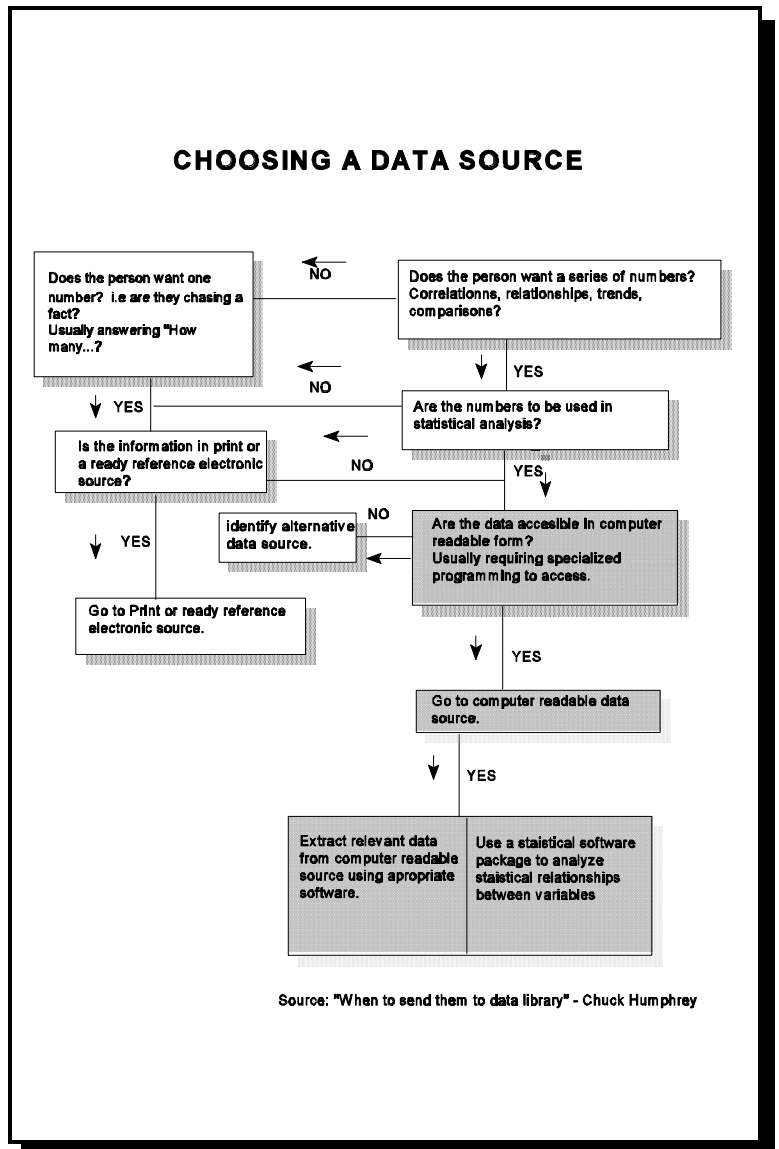 CHOOSING A DATA SOURCE
Does the person want one
number? i.e are they chasing a
fact?
Usually answering "How
many...?
NO
Does the person want a series of numbers?
Correlationns, relationships, trends,
comparisons?
YES
NO
Are the numbers to be used in
statistical analysis?
YES
Is the information in print or
a ready reference electronic
source?
NO
YES
NO
identify alternative
data source.
Are the data accesible in computer
readable form?
Usually requiring specialized
programming to access.
YES
Go to Print or ready reference
electronic source.
YES
Go to computer readable data
source.
YES
Extract relevant data
from computer readable
source using apropriate
software.
Use a staistical software
package to analyze
staistical relationships
between variables
Source: "When to send them to data library" - Chuck Humphrey